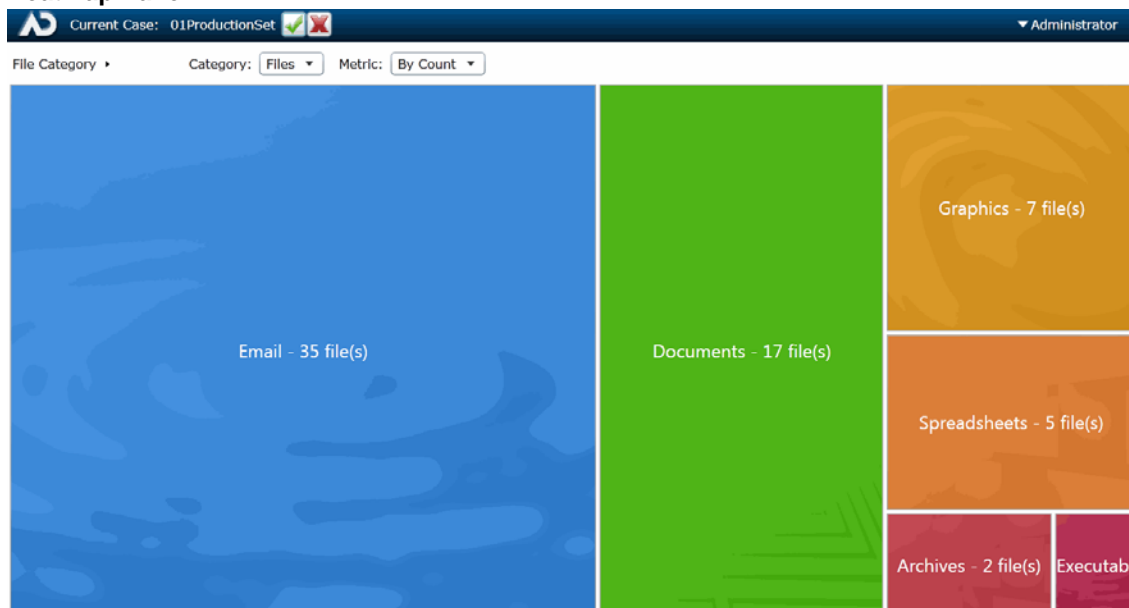 Current Case: 01ProductionSet
Administrator
File Category
Category: Files
Metric: By Count
Email - 35 file(s)
Documents - 17 file(s)
Graphics - 7 file(s)
Spreadsheets - 5 file(s)
Archives - 2 file(s)
Executab